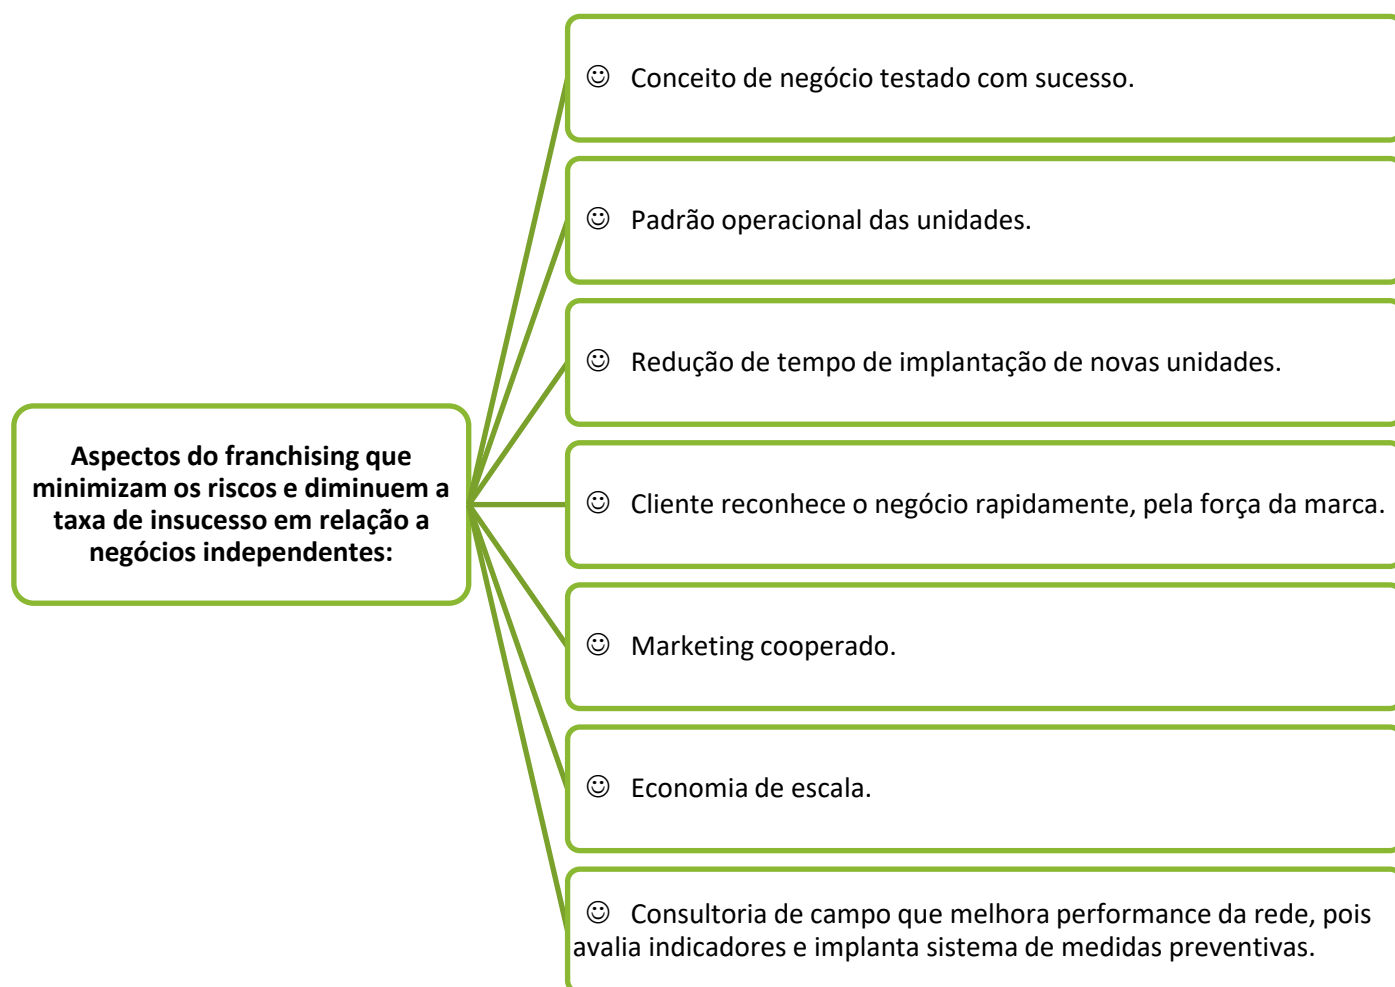 ☺ Conceito de negócio testado com sucesso.
☺ Padrão operacional das unidades.
☺ Redução de tempo de implantação de novas unidades.
Aspectos do franchising que
minimizam os riscos e diminuem a
taxa de insucesso em relação a
negócios independentes:
☺ Cliente reconhece o negócio rapidamente, pela força da marca.
☺ Marketing cooperado.
☺ Economia de escala.
☺ Consultoria de campo que melhora performance da rede, pois
avalia indicadores e implanta sistema de medidas preventivas.